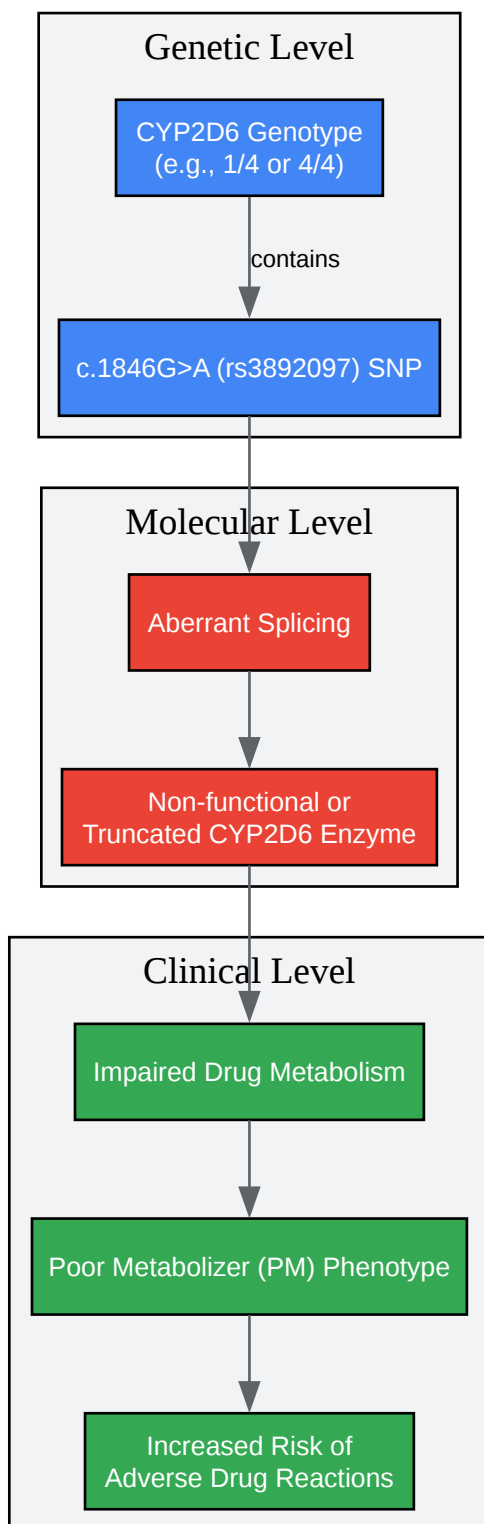 Genetic Level
CYP2D6 Genotype
(e.g., 1/4 or 4/4)
contains
c.1846G>A (rs3892097) SNP
Molecular Level
Aberrant Splicing
Non-functional or
Truncated CYP2D6 Enzyme
Clinical Level
Impaired Drug Metabolism
Poor Metabolizer (PM) Phenotype
Increased Risk of
Adverse Drug Reactions